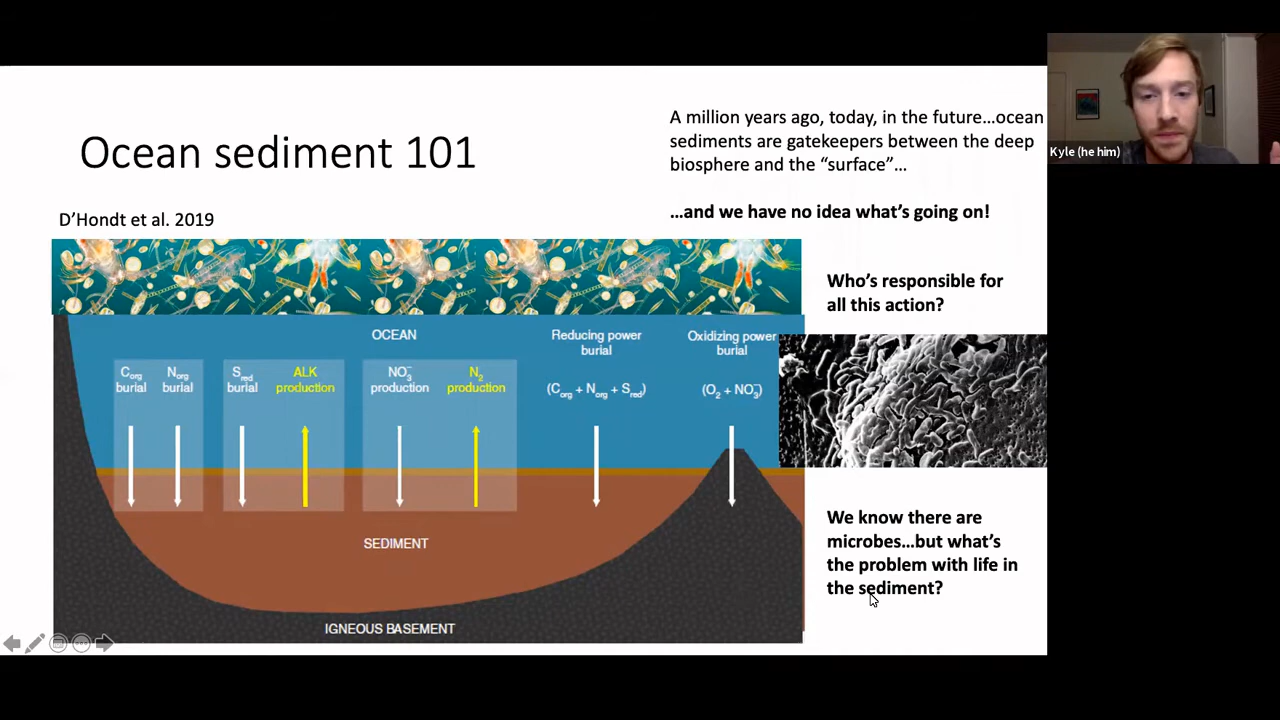 Ocean sediment 101
A million years ago, today, in the future…ocean
sediments are gatekeepers between the deep
biosphere and the “surface”…
…and we have no idea what’s going on!
Kyle (he him)
D’Hondt et al. 2019
Who’s responsible for
all this action?
OCEAN
Reducing power
burial
Oxidizing power
burial
Corg
burial
Norg
burial
Sred
burial
ALK
production
NO3-
production
N2
production
(Corg + Norg + Sred)
(O2 + NO3-)
We know there are
microbes…but what’s
the problem with life in
the sediment?
SEDIMENT
IGNEOUS BASEMENT